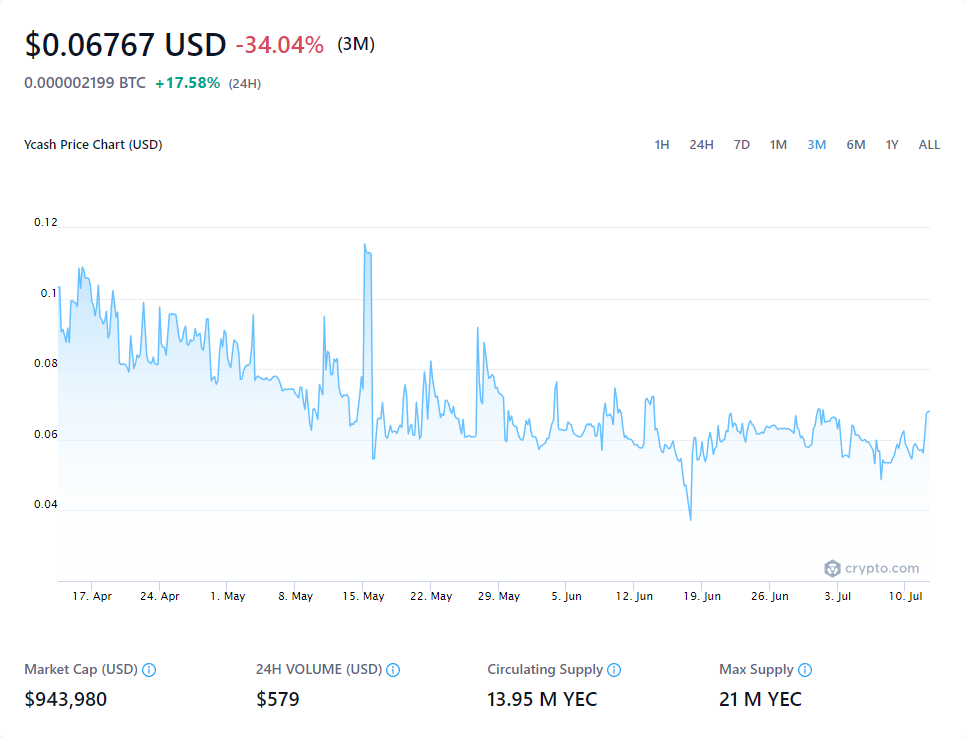 $0.06767 USD -34.04% (3M)
0.000002199 BTC +17.58% (24H)
Ycash Price Chart (USD) 1H 24H 7D 1M 3M 6M 1Y ALL
0.12
0.1
0.08
0.06
0.04
crypto.com
17. Apr 24. Apr 1. May 8. May 15. May 22. May 29. May 5. Jun 12. Jun 19. Jun 26. Jun 3. Jul 10. Jul
Market Cap (USD) 24H VOLUME (USD) Circulating Supply Max Supply
$943,980 $579 13.95 M YEC 21 M YEC